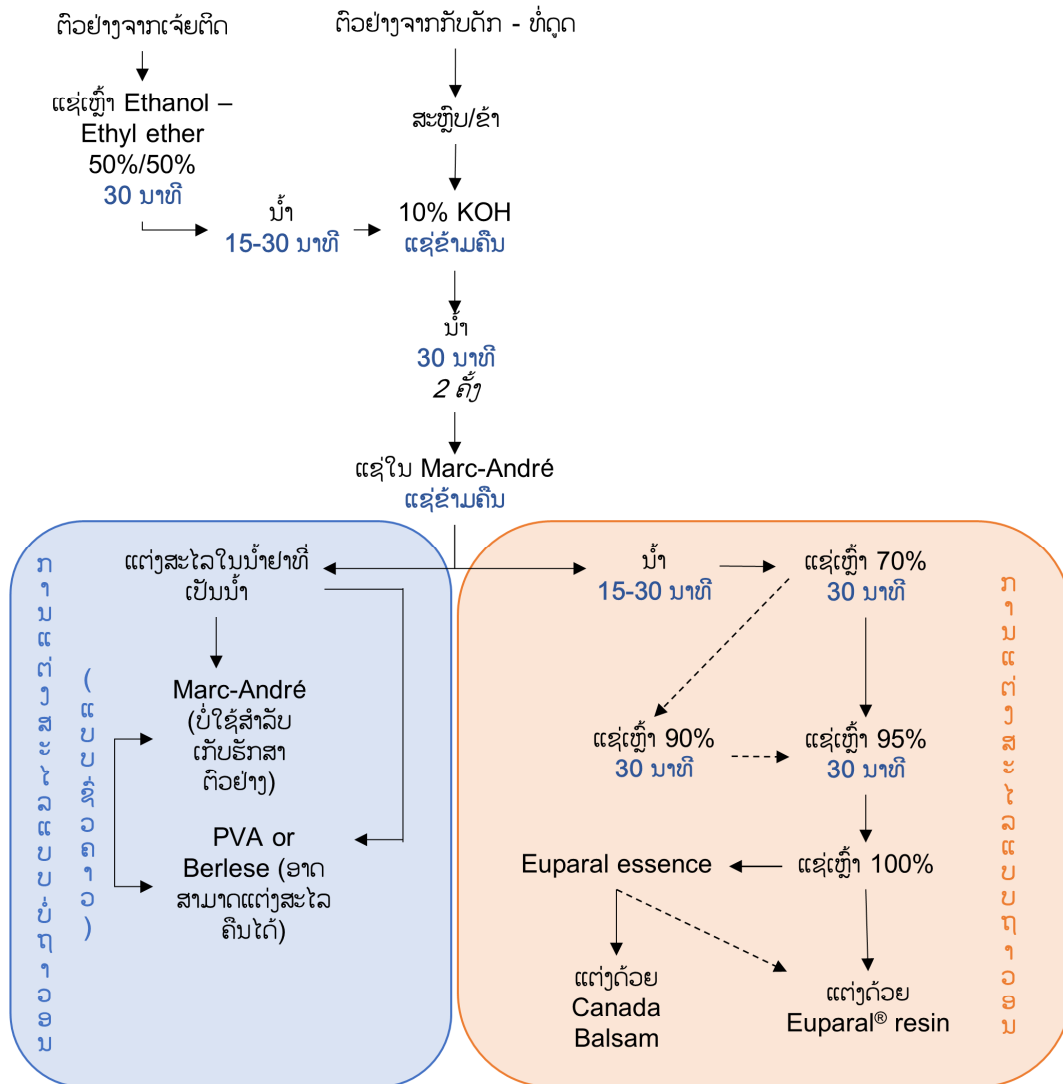 ຕົວຢ່າງຈາກເຈ້ຍຕິດ
ຕົວຢ່າງຈາກກັບດັກ - ທໍ່ດູດ
ແຊ່ເຫຼົ້າ Ethanol –
Ethyl ether
50%/50%
30 ນາທີ
ສະຫຼົບ/ຂ້າ
ນໍ້າ
15-30 ນາທີ
10% KOH
ແຊ່ຂ້າມຄືນ
ນໍ້າ
30 ນາທີ
2 ຄັ້ງ
ແຊ່ໃນ Marc-André
ແຊ່ຂ້າມຄືນ
ການແຕ່ງສະໄລແບບບໍ່ຖາວອນ
(ແບບຊົ່ວຄາວ)
ແຕ່ງສະໄລໃນນໍ້າຢາທີ່
ເປັນນໍ້າ
Marc-André
(ບໍ່ໃຊ້ສໍາລັບ
ເກັບຮັກສາ
ຕົວຢ່າງ)
PVA or
Berlese (ອາດ
ສາມາດແຕ່ງສະໄລ
ຄືນໄດ້)
ນໍ້າ
15-30 ນາທີ
ແຊ່ເຫຼົ້າ 70%
30 ນາທີ
ແຊ່ເຫຼົ້າ 90%
30 ນາທີ
ແຊ່ເຫຼົ້າ 95%
30 ນາທີ
Euparal essence
ແຊ່ເຫຼົ້າ 100%
ແຕ່ງດ້ວຍ
Canada
Balsam
ແຕ່ງດ້ວຍ
Euparal® resin
ການແຕ່ງສະໄລແບບຖາວອນ